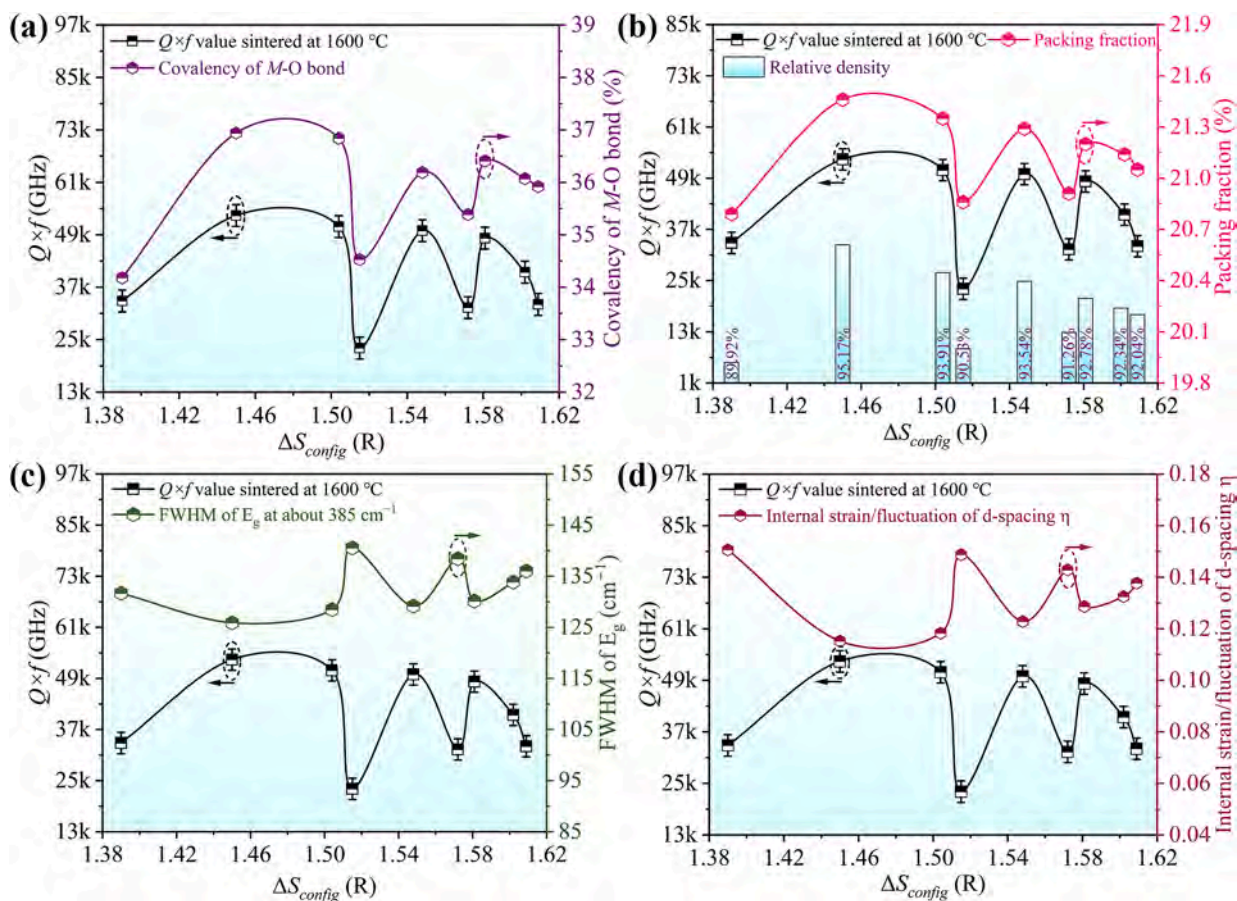 (a)
97k
85k
73k
61k
49k
37k
25k
13k
Q×f (GHz)
Q×f value sintered at 1600 °C
Covalency of M-O bond
39
38
37
36
35
34
33
32
Covalency of M-O bond (%)
1.38 1.42 1.46 1.50 1.54 1.58 1.62
ΔSconfig (R)
(b)
85k
73k
61k
49k
37k
25k
13k
1k
Q×f (GHz)
Q×f value sintered at 1600 °C
Packing fraction
Relative density
89.92%
95.17%
93.91%
90.53%
93.54%
91.26%
92.78%
92.34%
92.04%
21.9
21.6
21.3
21.0
20.7
20.4
20.1
19.8
Packing fraction (%)
1.38 1.42 1.46 1.50 1.54 1.58 1.62
ΔSconfig (R)
(c)
97k
85k
73k
61k
49k
37k
25k
13k
Q×f (GHz)
Q×f value sintered at 1600 °C
FWHM of Eg at about 385 cm⁻¹
155
145
135
125
115
105
95
85
FWHM of Eg (cm⁻¹)
1.38 1.42 1.46 1.50 1.54 1.58 1.62
ΔSconfig (R)
(d)
97k
85k
73k
61k
49k
37k
25k
13k
Q×f (GHz)
Q×f value sintered at 1600 °C
Internal strain/fluctuation of d-spacing η
0.18
0.16
0.14
0.12
0.10
0.08
0.06
0.04
Internal strain/fluctuation of d-spacing η
1.38 1.42 1.46 1.50 1.54 1.58 1.62
ΔSconfig (R)